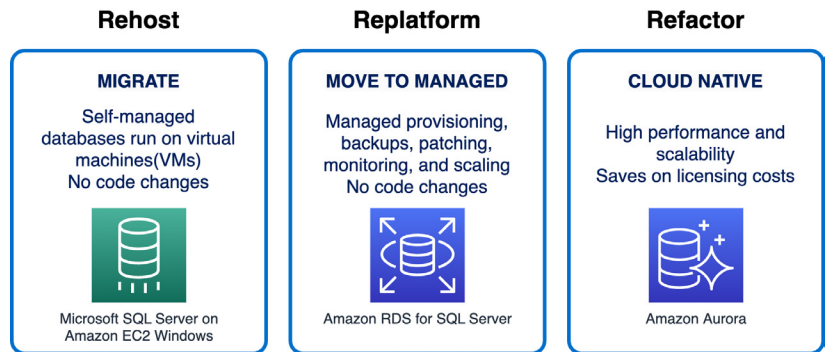 Rehost
MIGRATE
Self-managed
databases run on virtual
machines(VMs)
No code changes
Microsoft SQL Server on
Amazon EC2 Windows
Replatform
MOVE TO MANAGED
Managed provisioning,
backups, patching,
monitoring, and scaling
No code changes
Amazon RDS for SQL Server
Refactor
CLOUD NATIVE
High performance and
scalability
Saves on licensing costs
Amazon Aurora